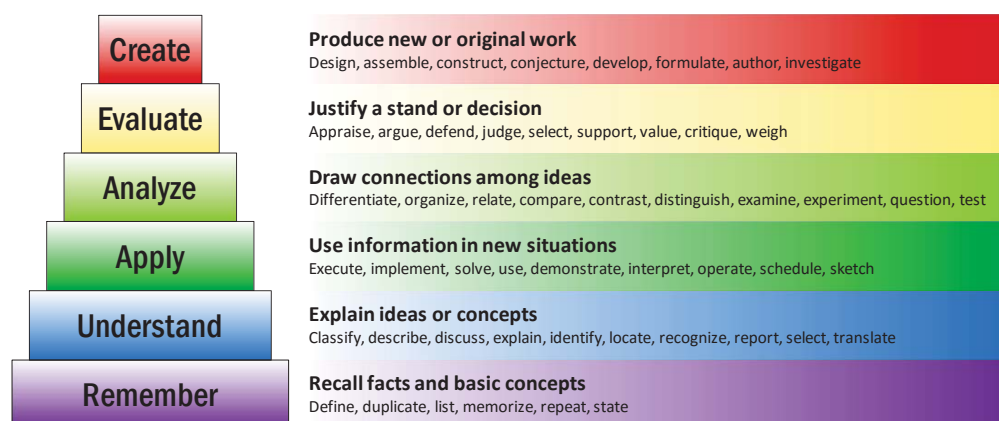 Create
Produce new or original work
Design, assemble, construct, conjecture, develop, formulate, author, investigate
Evaluate
Justify a stand or decision
Appraise, argue, defend, judge, select, support, value, critique, weigh
Analyze
Draw connections among ideas
Differentiate, organize, relate, compare, contrast, distinguish, examine, experiment, question, test
Apply
Use information in new situations
Execute, implement, solve, use, demonstrate, interpret, operate, schedule, sketch
Understand
Explain ideas or concepts
Classify, describe, discuss, explain, identify, locate, recognize, report, select, translate
Remember
Recall facts and basic concepts
Define, duplicate, list, memorize, repeat, state